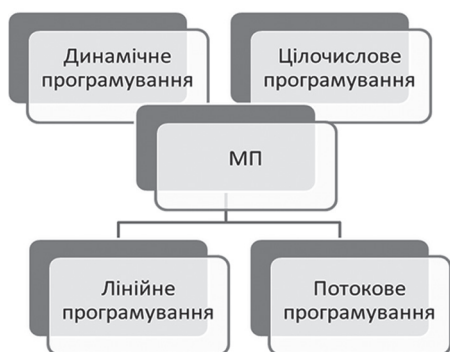 Динамічне
програмування
Цілочислове
програмування
МП
Лінійне
програмування
Потокове
програмування